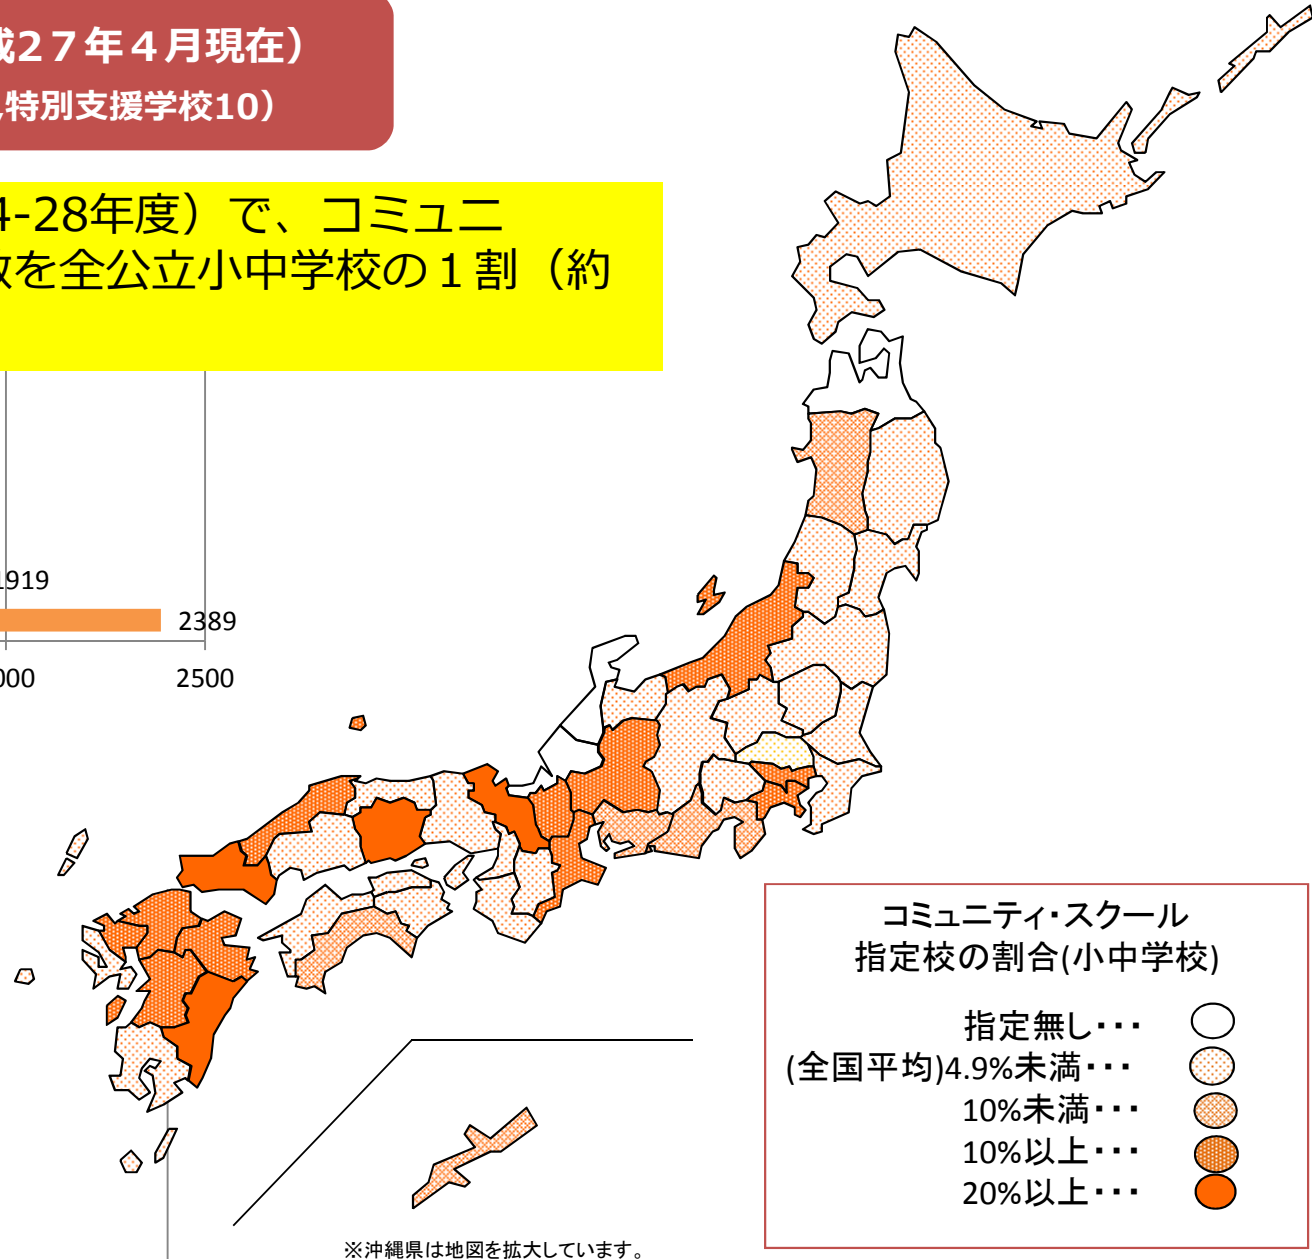 成27年４月現在）
,特別支援学校10）
4-28年度）で、コミュニ
数を全公立小中学校の１割（約
1919
2389
000
2500
コミュニティ・スクール
指定校の割合(小中学校)
指定無し・・・
(全国平均)4.9%未満・・・
10%未満・・・
10%以上・・・
20%以上・・・
※沖縄県は地図を拡大しています。